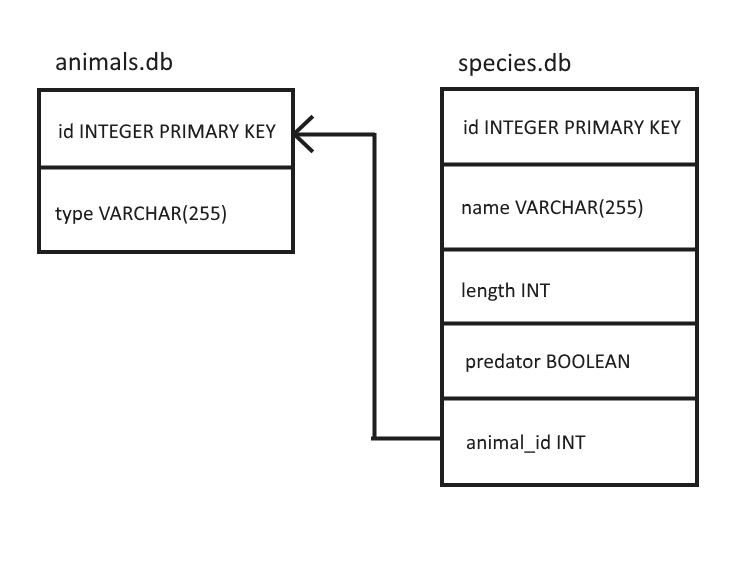 animals.db
id INTEGER PRIMARY KEY
type VARCHAR(255)
species.db
id INTEGER PRIMARY KEY
name VARCHAR(255)
length INT
predator BOOLEAN
animal_id INT